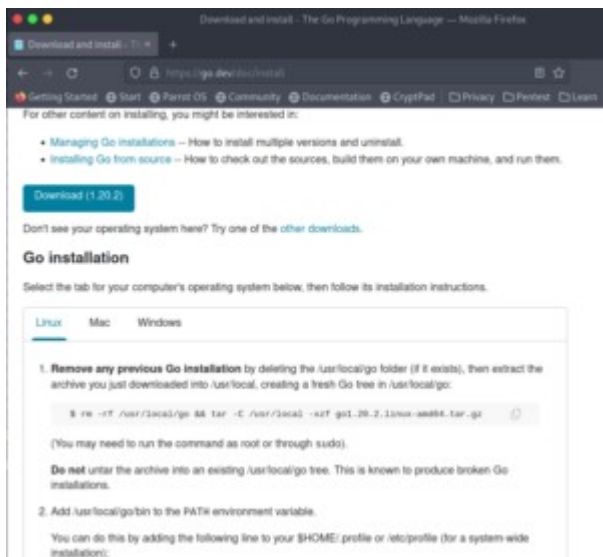 Download and install - The Go Programming Language — Mozilla Firefox
Download and install - Th
https://go.dev/doc/install
Getting Started Start Parrot OS Community Documentation CryptPad Privacy Pentest Learn
For other content on installing, you might be interested in:
• Managing Go installations -- How to install multiple versions and uninstall.
• Installing Go from source -- How to check out the sources, build them on your own machine, and run them.
Download (1.20.2)
Don't see your operating system here? Try one of the other downloads.
Go installation
Select the tab for your computer's operating system below, then follow its installation instructions.
Linux Mac Windows
1. Remove any previous Go installation by deleting the /usr/local/go folder (if it exists), then extract the
archive you just downloaded into /usr/local, creating a fresh Go tree in /usr/local/go:
$ rm -rf /usr/local/go && tar -C /usr/local -xzf go1.20.2.linux-amd64.tar.gz
(You may need to run the command as root or through sudo).
Do not untar the archive into an existing /usr/local/go tree. This is known to produce broken Go
installations.
2. Add /usr/local/go/bin to the PATH environment variable.
You can do this by adding the following line to your $HOME/.profile or /etc/profile (for a system-wide
installation):